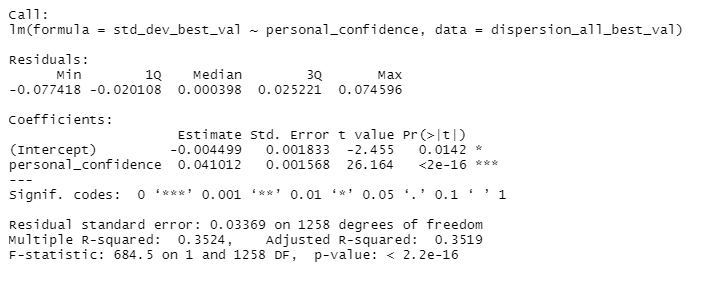 Call:
lm(formula = std_dev_best_val ~ personal_confidence, data = dispersion_all_best_val)
Residuals:
Min 1Q Median 3Q Max
-0.077418 -0.020108 0.000398 0.025221 0.074596
Coefficients:
Estimate Std. Error t value Pr(>|t|)
(Intercept) -0.004499 0.001833 -2.455 0.0142 *
personal_confidence 0.041012 0.001568 26.164 <2e-16 ***
---
Signif. codes: 0 ‘***’ 0.001 ‘**’ 0.01 ‘*’ 0.05 ‘.’ 0.1 ‘ ’ 1
Residual standard error: 0.03369 on 1258 degrees of freedom
Multiple R-squared: 0.3524, Adjusted R-squared: 0.3519
F-statistic: 684.5 on 1 and 1258 DF, p-value: < 2.2e-16